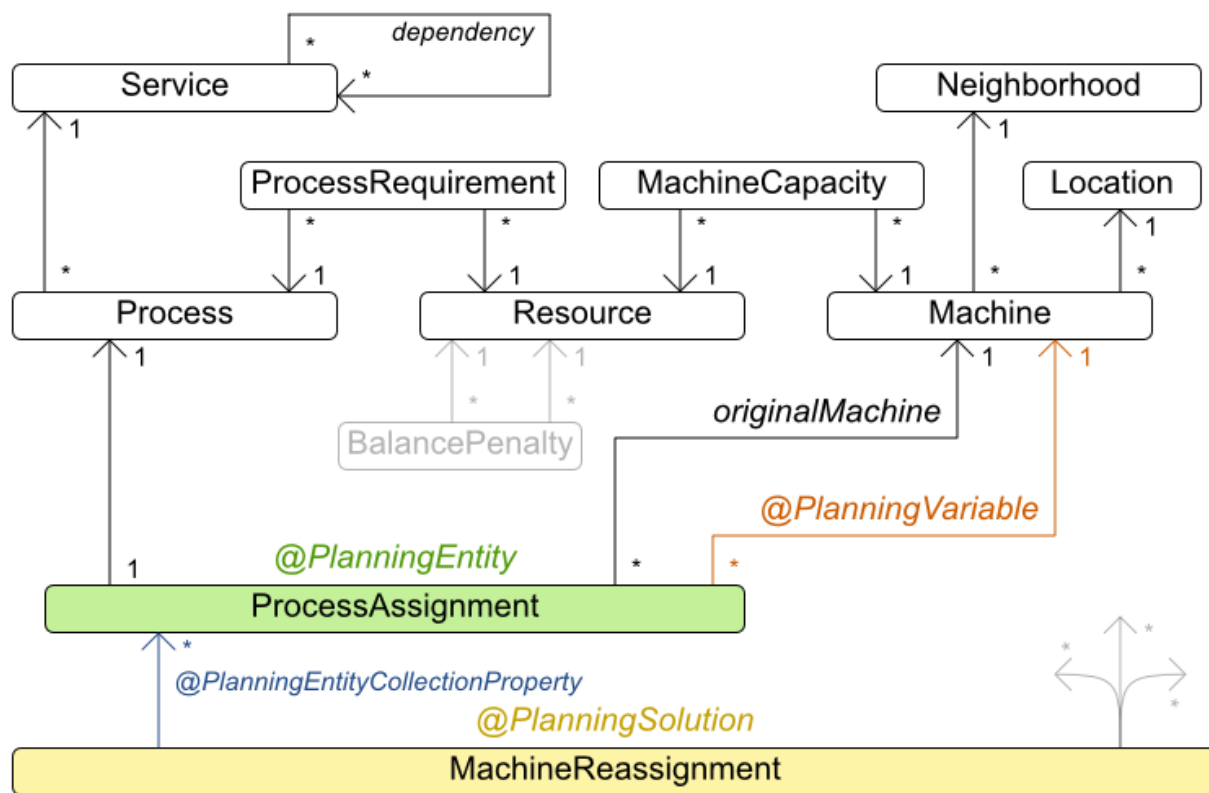 dependency
*
*
Service
Neighborhood
1
1
ProcessRequirement
MachineCapacity
Location
*
*
*
*
1
*
1
1
1
1
*
*
Process
Resource
Machine
1
1
1
1
1
*
*
originalMachine
BalancePenalty
@PlanningVariable
@PlanningEntity
1
*
*
ProcessAssignment
*
*
*
@PlanningEntityCollectionProperty
*
@PlanningSolution
MachineReassignment